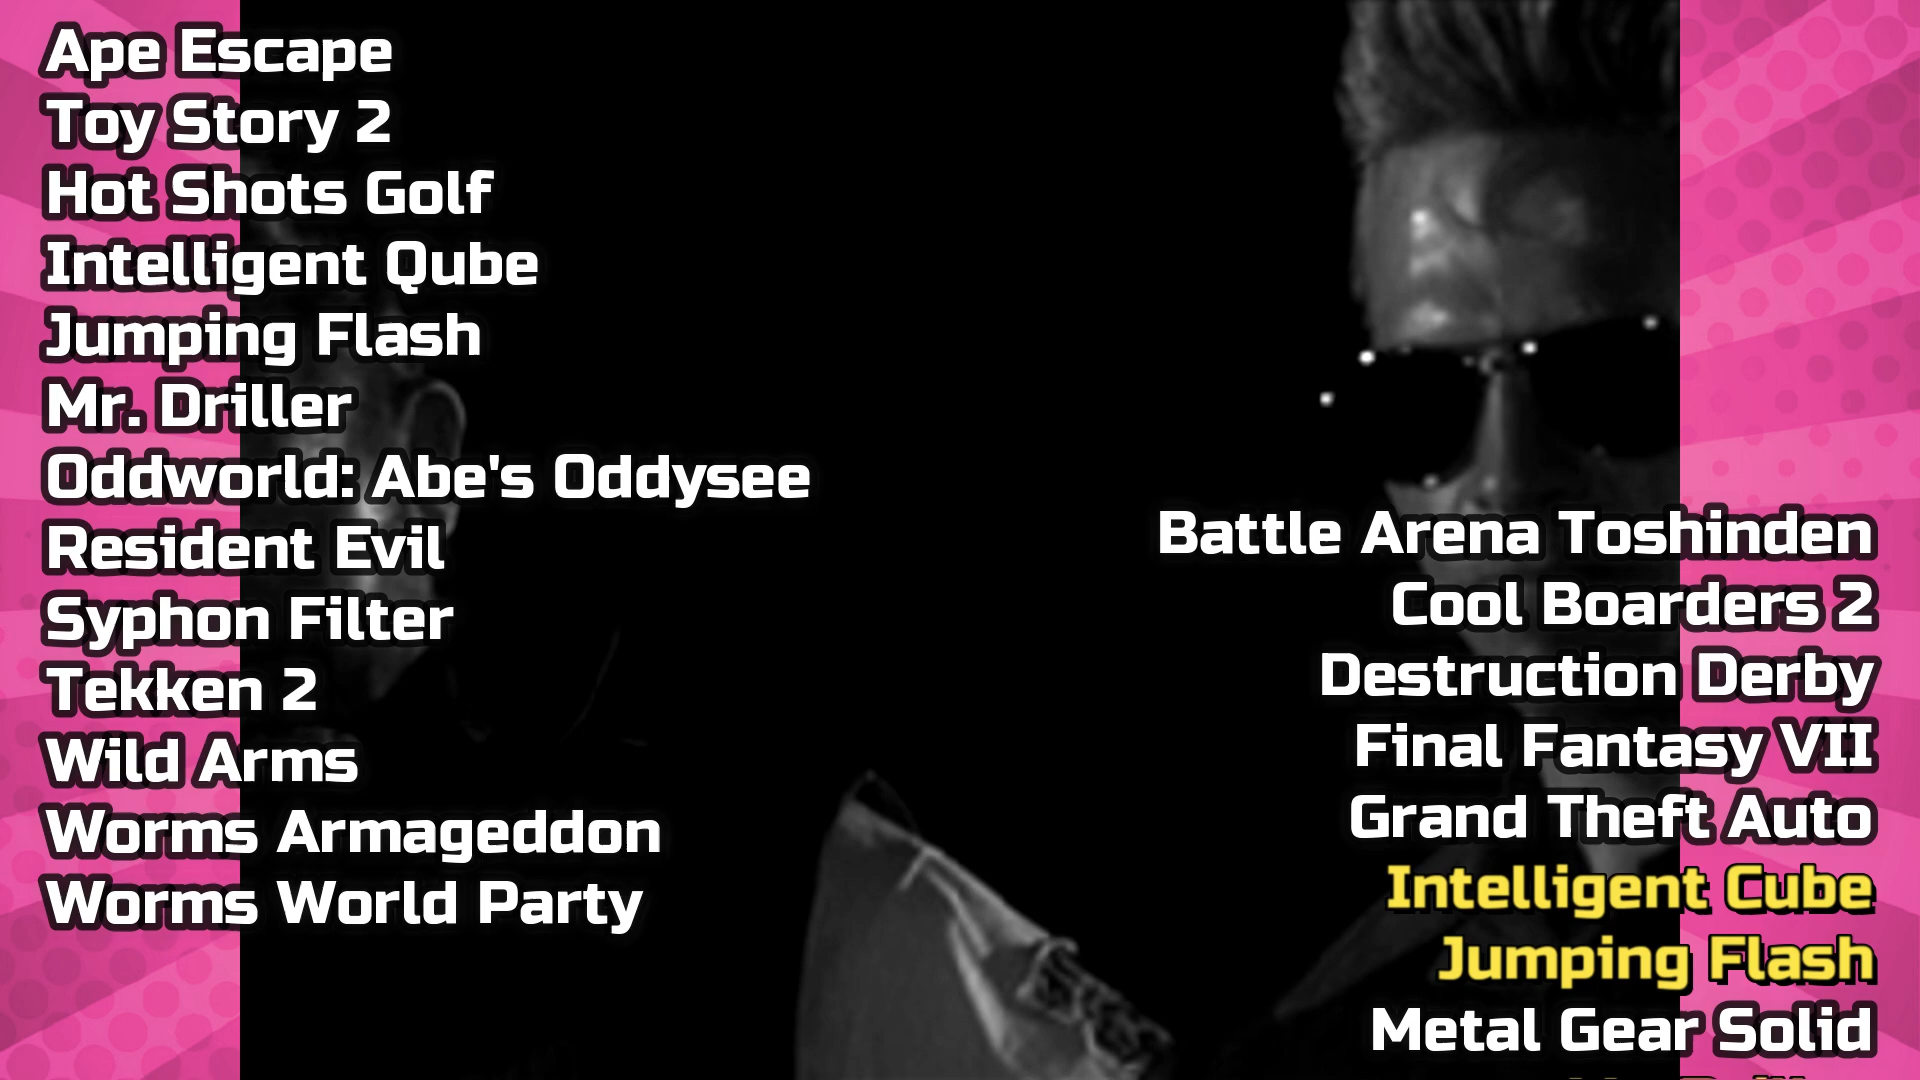 Ape Escape
Toy Story 2
Hot Shots Golf
Intelligent Qube
Jumping Flash
Mr. Driller
Oddworld: Abe's Oddysee
Resident Evil
Syphon Filter
Tekken 2
Wild Arms
Worms Armageddon
Worms World Party
Battle Arena Toshinden
Cool Boarders 2
Destruction Derby
Final Fantasy VII
Grand Theft Auto
Intelligent Cube
Jumping Flash
Metal Gear Solid